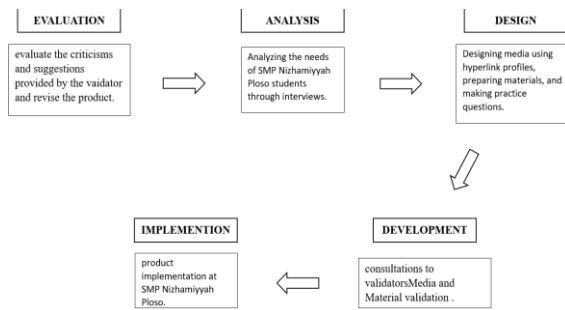 EVALUATION
evaluate the criticisms
and suggestions
provided by the vaidator
and revise the product.
ANALYSIS
Analyzing the needs
of SMP Nizhamiyyah
Ploso students
through interviews.
DESIGN
Designing media using
hyperlink profiles,
preparing materials, and
making practice
questions.
IMPLEMENTION
product
implementation at
SMP Nizhamiyyah
Ploso.
DEVELOPMENT
consultations to
validatorsMedia and
Material validation .